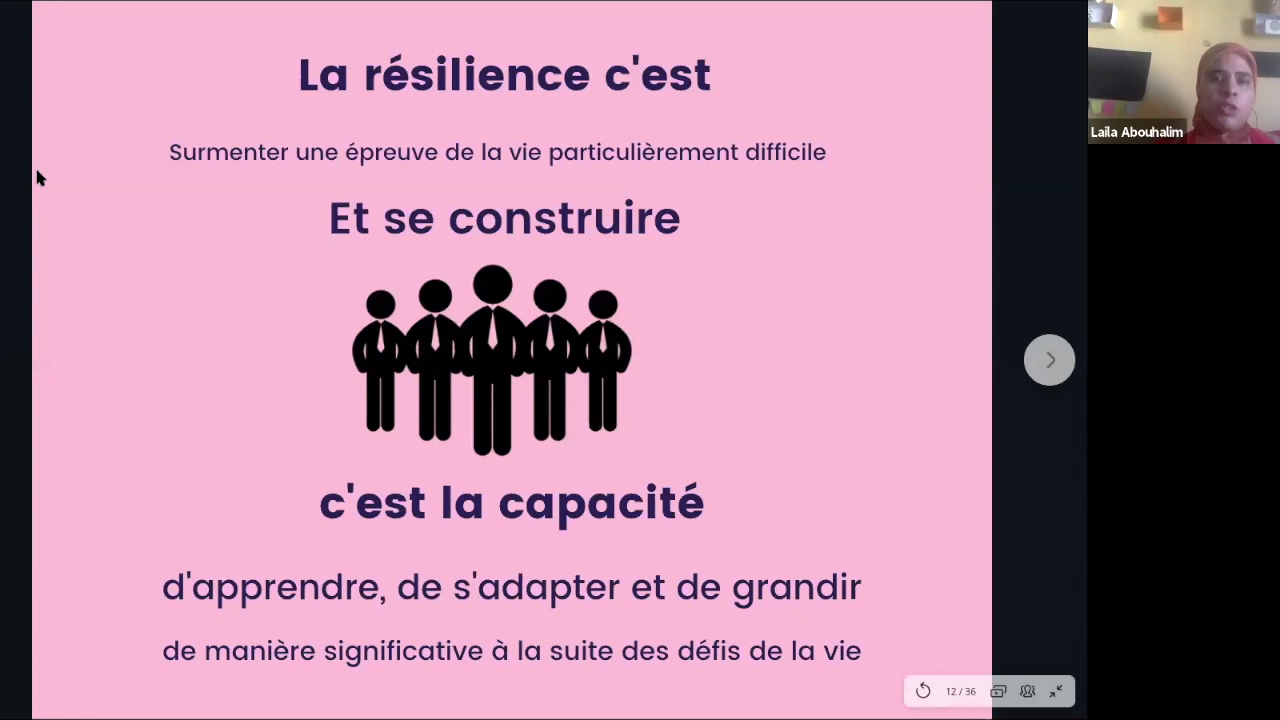 La résilience c'est
Surmenter une épreuve de la vie particulièrement difficile
Et se construire
c'est la capacité
d'apprendre, de s'adapter et de grandir
de manière significative à la suite des défis de la vie
12 / 36
Laila Abouhalim